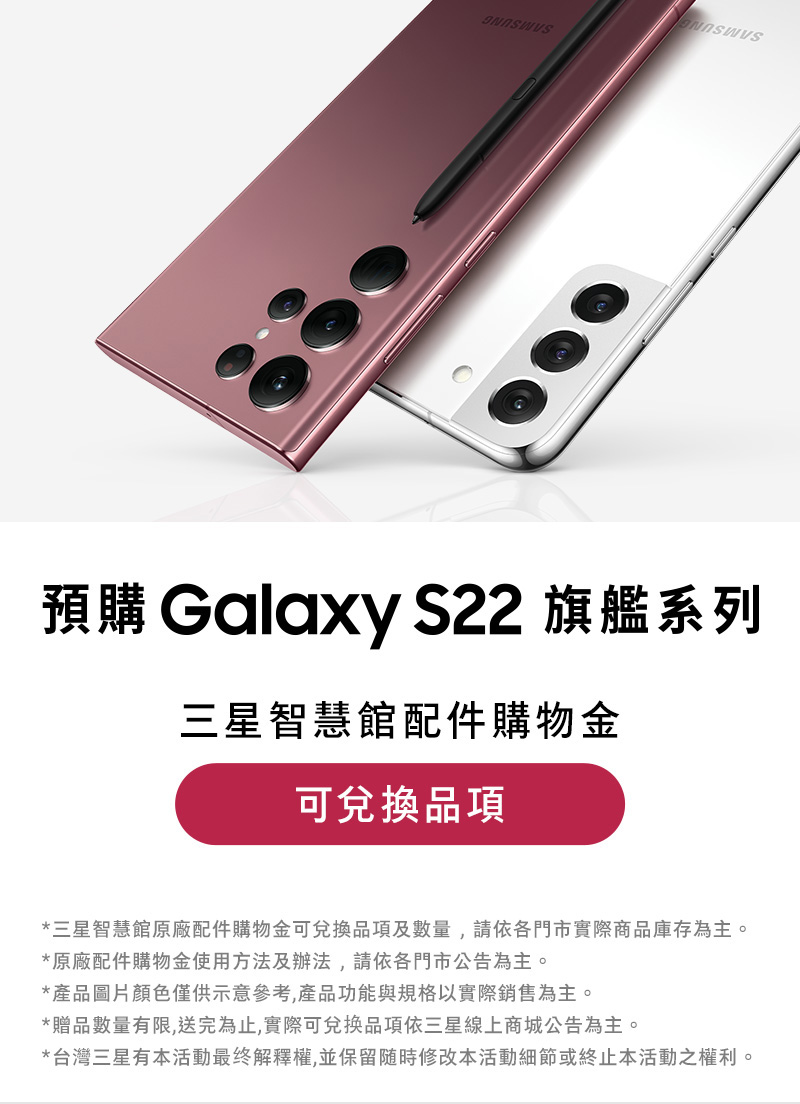 SAMSUNG
SAMSUNG
預購 Galaxy S22 旗艦系列
三星智慧館配件購物金
可兌換品項
*三星智慧館原廠配件購物金可兌換品項及數量，請依各門市實際商品庫存為主。
*原廠配件購物金使用方法及辦法，請依各門市公告為主。
*產品圖片顏色僅供示意參考,產品功能與規格以實際銷售為主。
*贈品數量有限,送完為止,實際可兌換品項依三星線上商城公告為主。
*台灣三星有本活動最终解釋權,並保留随時修改本活動細節或終止本活動之權利。